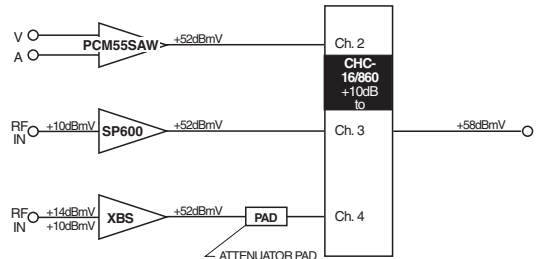 V
A
PCM55SAW
+52dBmV
Ch. 2
CHC-
16/860
+10dB
to
RF
IN
+10dBmV
SP600
+52dBmV
Ch. 3
+58dBmV
RF
IN
+14dBmV
+10dBmV
XBS
+52dBmV
PAD
Ch. 4
ATTENUATOR PAD